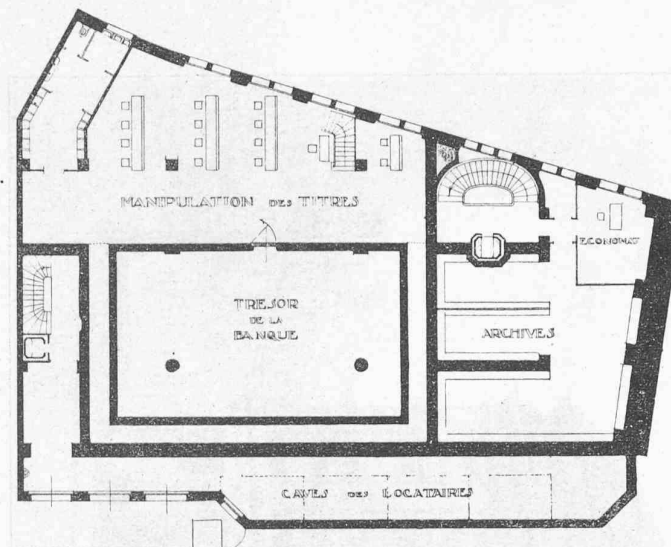 MANIPULATION DES TITRES
ECONOMAT
TRESOR
DE LA
BANQUE
ARCHIVES
CAVES DES LOCATAIRES